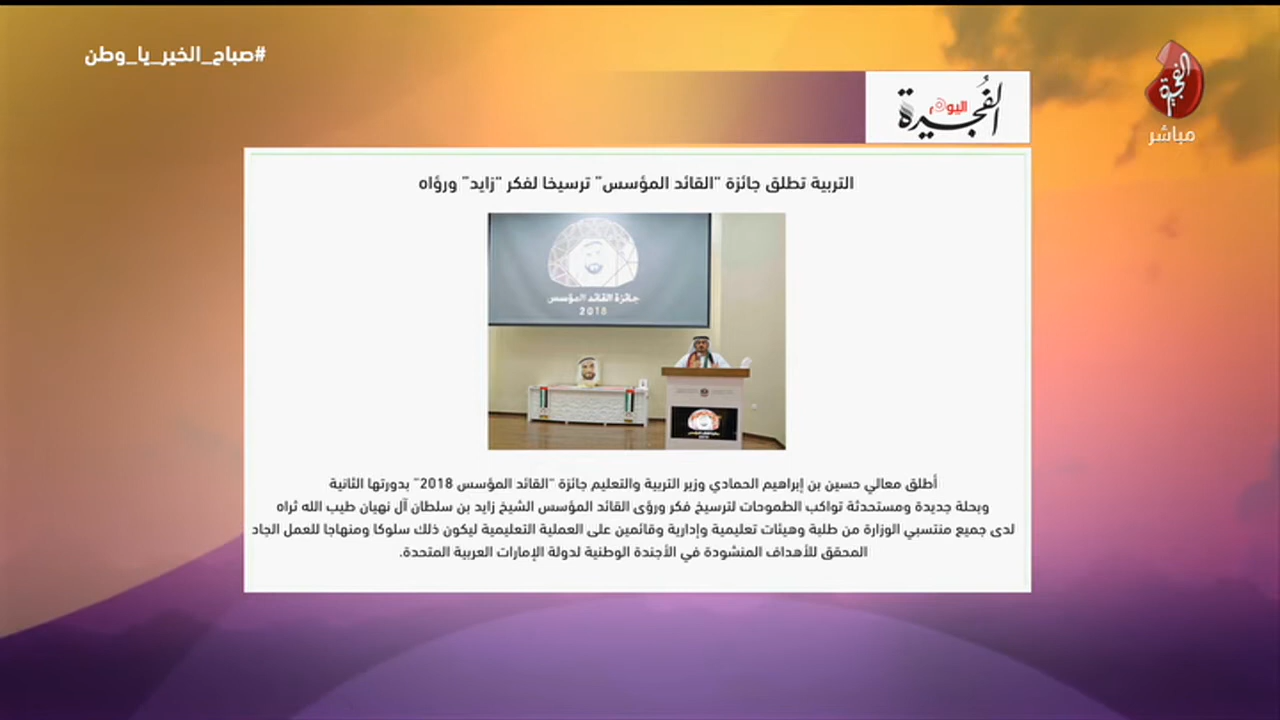 #صباح_الخير_يا_وطن
الفجيرة
مباشر
الفُجيرة اليوم
التربية تطلق جائزة "القائد المؤسس" ترسيخا لفكر "زايد" ورؤاه
جائزة القائد المؤسس
2018
أطلق معالي حسين بن إبراهيم الحمادي وزير التربية والتعليم جائزة "القائد المؤسس 2018" بدورتها الثانية
وبحلة جديدة ومستحدثة تواكب الطموحات لترسيخ فكر ورؤى القائد المؤسس الشيخ زايد بن سلطان آل نهيان طيب الله ثراه
لدى جميع منتسبي الوزارة من طلبة وهيئات تعليمية وإدارية وقائمين على العملية التعليمية ليكون ذلك سلوكا ومنهاجا للعمل الجاد
المحقق للأهداف المنشودة في الأجندة الوطنية لدولة الإمارات العربية المتحدة.